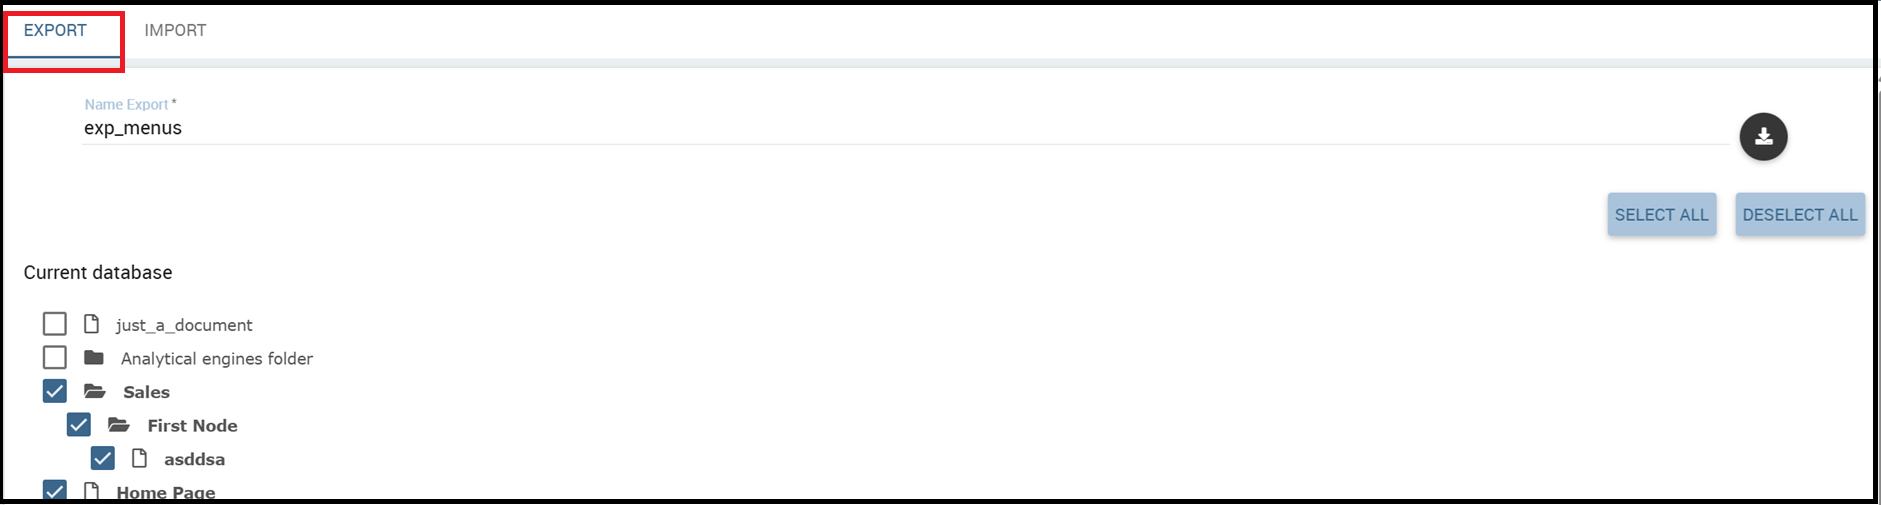 EXPORT IMPORT
Name Export *
exp_menus
SELECT ALL DESELECT ALL
Current database
just_a_document
Analytical engines folder
Sales
First Node
asddsa
Home Page